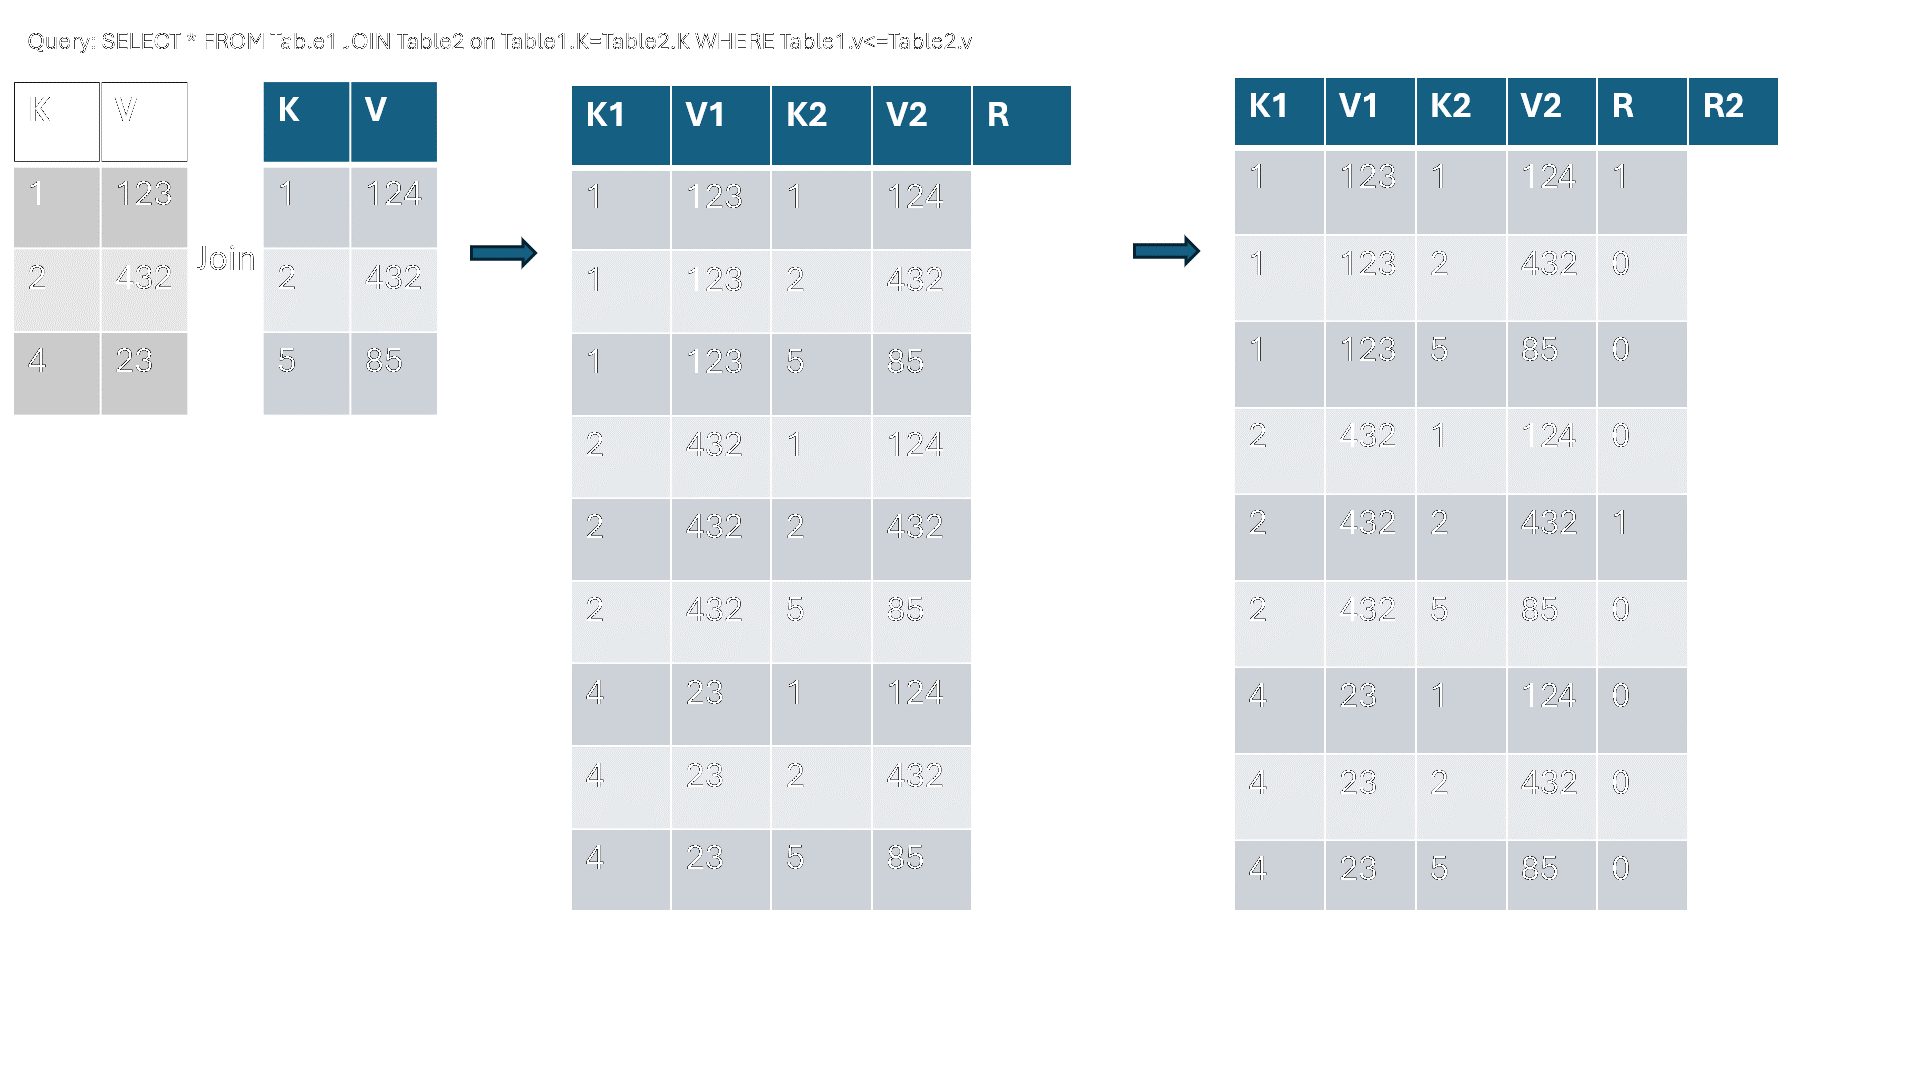 Query: SELECT * FROM Table1 JOIN Table2 on Table1.K=Table2.K WHERE Table1.v<=Table2.v
K V
1 123
2 432
4 23
Join
K V
1 124
2 432
5 85
K1 V1 K2 V2 R
1 123 1 124
1 123 2 432
1 123 5 85
2 432 1 124
2 432 2 432
2 432 5 85
4 23 1 124
4 23 2 432
4 23 5 85
K1 V1 K2 V2 R R2
1 123 1 124 1
1 123 2 432 0
1 123 5 85 0
2 432 1 124 0
2 432 2 432 1
2 432 5 85 0
4 23 1 124 0
4 23 2 432 0
4 23 5 85 0